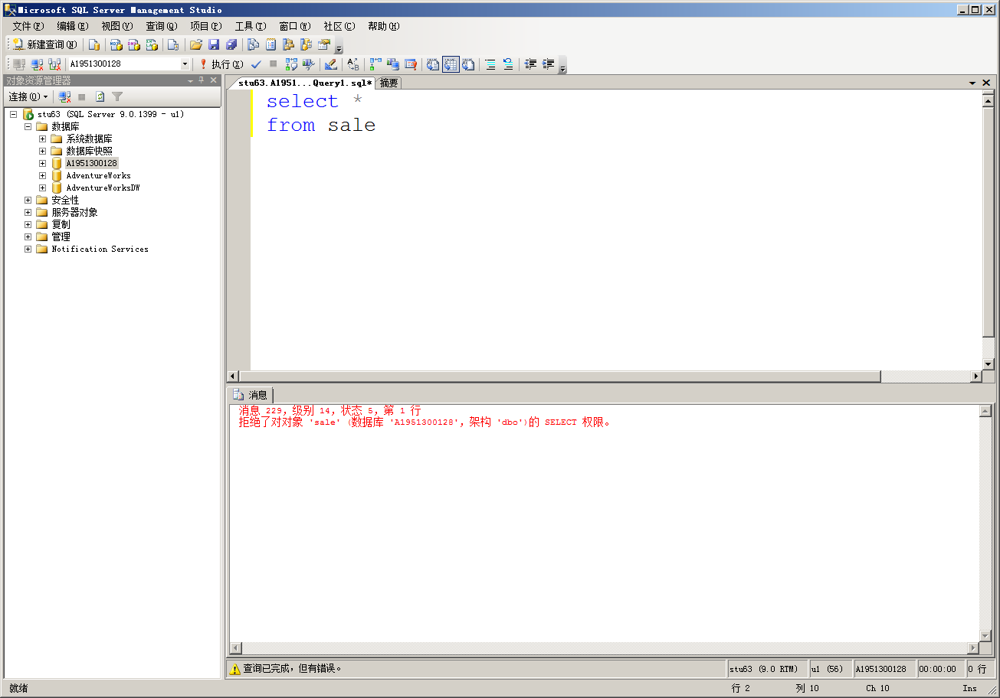 Microsoft SQL Server Management Studio
文件(F) 编辑(E) 视图(V) 查询(Q) 项目(P) 工具(T) 窗口(W) 社区(C) 帮助(H)
新建查询(N)
A1951300128 执行(X)
对象资源管理器
连接(O)
stu63 (SQL Server 9.0.1399 - u1)
数据库
系统数据库
数据库快照
A1951300128
AdventureWorks
AdventureWorksDW
安全性
服务器对象
复制
管理
Notification Services
stu63.A1951...Query1.sql* 摘要
select *
from sale
消息
消息 229，级别 14，状态 5，第 1 行
拒绝了对对象 'sale' (数据库 'A1951300128'，架构 'dbo')的 SELECT 权限。
查询已完成，但有错误。 stu63 (9.0 RTM) u1 (56) A1951300128 00:00:00 0 行
就绪 行 2 列 10 Ch 10 Ins